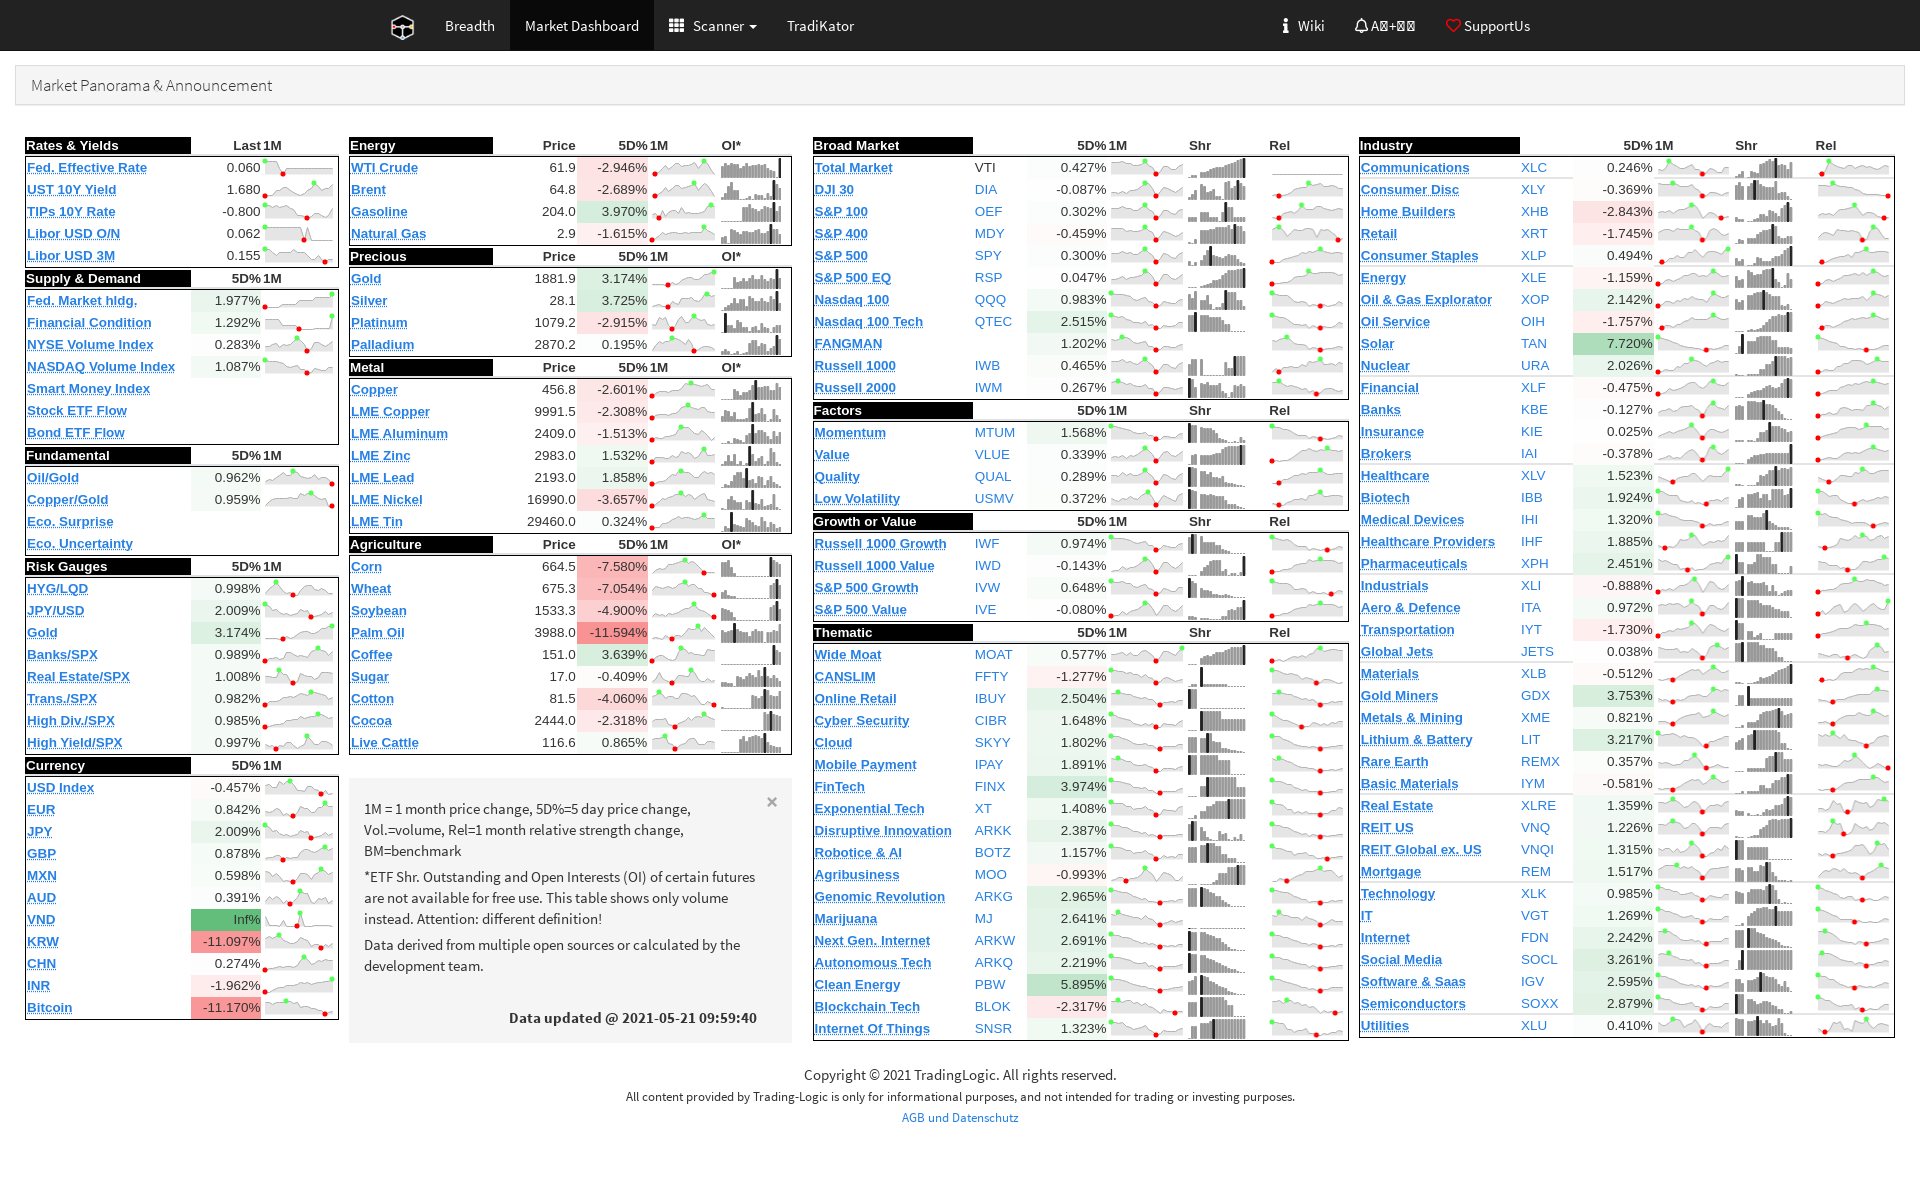 Breadth Market Dashboard Scanner TradiKator Wiki SupportUs
Market Panorama & Announcement
Rates & Yields Last 1M
Fed. Effective Rate 0.060
UST 10Y Yield 1.680
TIPs 10Y Rate -0.800
Libor USD O/N 0.062
Libor USD 3M 0.155
Supply & Demand 5D% 1M
Fed. Market hldg. 1.977%
Financial Condition 1.292%
NYSE Volume Index 0.283%
NASDAQ Volume Index 1.087%
Smart Money Index
Stock ETF Flow
Bond ETF Flow
Fundamental 5D% 1M
Oil/Gold 0.962%
Copper/Gold 0.959%
Eco. Surprise
Eco. Uncertainty
Risk Gauges 5D% 1M
HYG/LQD 0.998%
JPY/USD 2.009%
Gold 3.174%
Banks/SPX 0.989%
Real Estate/SPX 1.008%
Trans./SPX 0.982%
High Div./SPX 0.985%
High Yield/SPX 0.997%
Currency 5D% 1M
USD Index -0.457%
EUR 0.842%
JPY 2.009%
GBP 0.878%
MXN 0.598%
AUD 0.391%
VND Inf%
KRW -11.097%
CHN 0.274%
INR -1.962%
Bitcoin -11.170%
Energy Price 5D% 1M OI*
WTI Crude 61.9 -2.946%
Brent 64.8 -2.689%
Gasoline 204.0 3.970%
Natural Gas 2.9 -1.615%
Precious Price 5D% 1M OI*
Gold 1881.9 3.174%
Silver 28.1 3.725%
Platinum 1079.2 -2.915%
Palladium 2870.2 0.195%
Metal Price 5D% 1M OI*
Copper 456.8 -2.601%
LME Copper 9991.5 -2.308%
LME Aluminum 2409.0 -1.513%
LME Zinc 2983.0 1.532%
LME Lead 2193.0 1.858%
LME Nickel 16990.0 -3.657%
LME Tin 29460.0 0.324%
Agriculture Price 5D% 1M OI*
Corn 664.5 -7.580%
Wheat 675.3 -7.054%
Soybean 1533.3 -4.900%
Palm Oil 3988.0 -11.594%
Coffee 151.0 3.639%
Sugar 17.0 -0.409%
Cotton 81.5 -4.060%
Cocoa 2444.0 -2.318%
Live Cattle 116.6 0.865%
×
1M = 1 month price change, 5D%=5 day price change,
Vol.=volume, Rel=1 month relative strength change,
BM=benchmark
*ETF Shr. Outstanding and Open Interests (OI) of certain futures
are not available for free use. This table shows only volume
instead. Attention: different definition!
Data derived from multiple open sources or calculated by the
development team.
Data updated @ 2021-05-21 09:59:40
Broad Market 5D% 1M Shr Rel
Total Market VTI 0.427%
DJI 30 DIA -0.087%
S&P 100 OEF 0.302%
S&P 400 MDY -0.459%
S&P 500 SPY 0.300%
S&P 500 EQ RSP 0.047%
Nasdaq 100 QQQ 0.983%
Nasdaq 100 Tech QTEC 2.515%
FANGMAN 1.202%
Russell 1000 IWB 0.465%
Russell 2000 IWM 0.267%
Factors 5D% 1M Shr Rel
Momentum MTUM 1.568%
Value VLUE 0.339%
Quality QUAL 0.289%
Low Volatility USMV 0.372%
Growth or Value 5D% 1M Shr Rel
Russell 1000 Growth IWF 0.974%
Russell 1000 Value IWD -0.143%
S&P 500 Growth IVW 0.648%
S&P 500 Value IVE -0.080%
Thematic 5D% 1M Shr Rel
Wide Moat MOAT 0.577%
CANSLIM FFTY -1.277%
Online Retail IBUY 2.504%
Cyber Security CIBR 1.648%
Cloud SKYY 1.802%
Mobile Payment IPAY 1.891%
FinTech FINX 3.974%
Exponential Tech XT 1.408%
Disruptive Innovation ARKK 2.387%
Robotice & AI BOTZ 1.157%
Agribusiness MOO -0.993%
Genomic Revolution ARKG 2.965%
Marijuana MJ 2.641%
Next Gen. Internet ARKW 2.691%
Autonomous Tech ARKQ 2.219%
Clean Energy PBW 5.895%
Blockchain Tech BLOK -2.317%
Internet Of Things SNSR 1.323%
Industry 5D% 1M Shr Rel
Communications XLC 0.246%
Consumer Disc XLY -0.369%
Home Builders XHB -2.843%
Retail XRT -1.745%
Consumer Staples XLP 0.494%
Energy XLE -1.159%
Oil & Gas Explorator XOP 2.142%
Oil Service OIH -1.757%
Solar TAN 7.720%
Nuclear URA 2.026%
Financial XLF -0.475%
Banks KBE -0.127%
Insurance KIE 0.025%
Brokers IAI -0.378%
Healthcare XLV 1.523%
Biotech IBB 1.924%
Medical Devices IHI 1.320%
Healthcare Providers IHF 1.885%
Pharmaceuticals XPH 2.451%
Industrials XLI -0.888%
Aero & Defence ITA 0.972%
Transportation IYT -1.730%
Global Jets JETS 0.038%
Materials XLB -0.512%
Gold Miners GDX 3.753%
Metals & Mining XME 0.821%
Lithium & Battery LIT 3.217%
Rare Earth REMX 0.357%
Basic Materials IYM -0.581%
Real Estate XLRE 1.359%
REIT US VNQ 1.226%
REIT Global ex. US VNQI 1.315%
Mortgage REM 1.517%
Technology XLK 0.985%
IT VGT 1.269%
Internet FDN 2.242%
Social Media SOCL 3.261%
Software & Saas IGV 2.595%
Semiconductors SOXX 2.879%
Utilities XLU 0.410%
Copyright © 2021 TradingLogic. All rights reserved.
All content provided by Trading-Logic is only for informational purposes, and not intended for trading or investing purposes.
AGB und Datenschutz